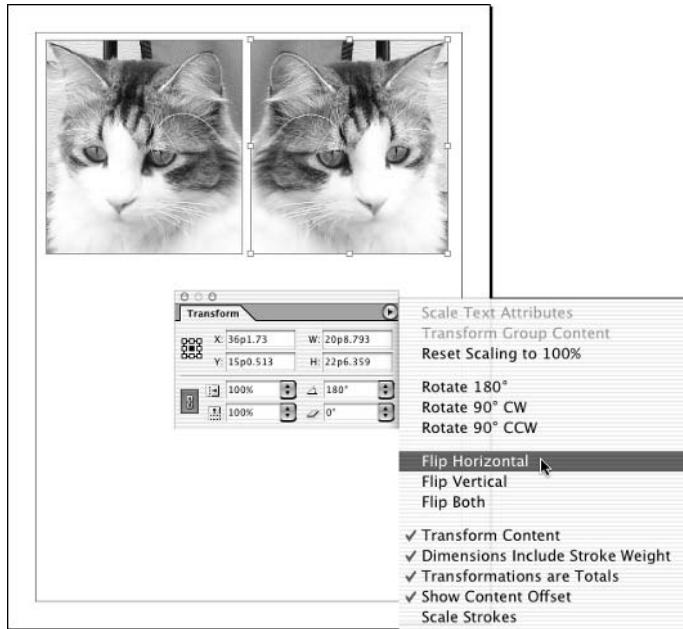 Transform
X: 36p1.73 W: 20p8.793
Y: 15p0.513 H: 22p6.359
100% 180°
100% 0°
Scale Text Attributes
Transform Group Content
Reset Scaling to 100%
Rotate 180°
Rotate 90° CW
Rotate 90° CCW
Flip Horizontal
Flip Vertical
Flip Both
✓ Transform Content
✓ Dimensions Include Stroke Weight
✓ Transformations are Totals
✓ Show Content Offset
Scale Strokes